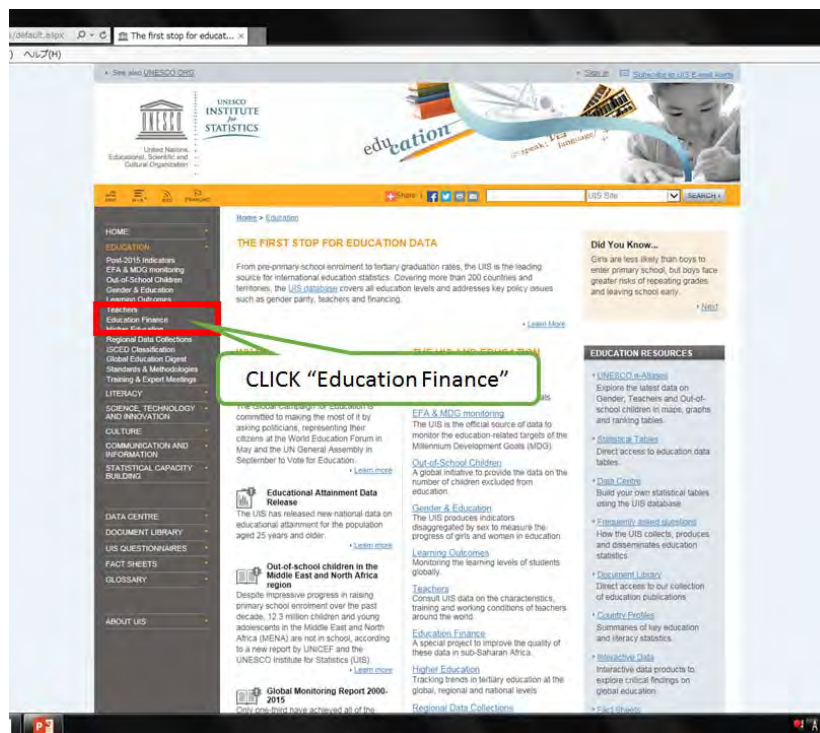 /default.aspx
The first stop for educat... ×
ヘルプ(H)
See also UNESCO.ORG
Sign in
Subscribe to UIS E-mail Alerts
United Nations
Educational, Scientific and
Cultural Organization
UNESCO
INSTITUTE
for
STATISTICS
education
speak:
language/
Share
UIS Site
SEARCH
HOME
EDUCATION
Post-2015 Indicators
EFA & MDG monitoring
Out-of-School Children
Gender & Education
Learning Outcomes
Teachers
Education Finance
Higher Education
Regional Data Collections
ISCED Classification
Global Education Digest
Standards & Methodologies
Training & Expert Meetings
LITERACY
SCIENCE, TECHNOLOGY
AND INNOVATION
CULTURE
COMMUNICATION AND
INFORMATION
STATISTICAL CAPACITY
BUILDING
DATA CENTRE
DOCUMENT LIBRARY
UIS QUESTIONNAIRES
FACT SHEETS
GLOSSARY
ABOUT UIS
Home > Education
THE FIRST STOP FOR EDUCATION DATA
From pre-primary school enrolment to tertiary graduation rates, the UIS is the leading
source for international education statistics. Covering more than 200 countries and
territories, the UIS database covers all education levels and addresses key policy issues
such as gender parity, teachers and financing.
Learn More
CLICK “Education Finance”
The Global Campaign for Education is
committed to making the most of it by
asking politicians, representing their
citizens at the World Education Forum in
May and the UN General Assembly in
September to Vote for Education.
Learn more
Educational Attainment Data
Release
The UIS has released new national data on
educational attainment for the population
aged 25 years and older.
Learn more
Out-of-school children in the
Middle East and North Africa
region
Despite impressive progress in raising
primary school enrolment over the past
decade, 12.3 million children and young
adolescents in the Middle East and North
Africa (MENA) are not in school, according
to a new report by UNICEF and the
UNESCO Institute for Statistics (UIS)
Learn more
Global Monitoring Report 2000-
2015
Only one-third have achieved all of the
THE UIS AND EDUCATION
EFA & MDG monitoring
The UIS is the official source of data to
monitor the education-related targets of the
Millennium Development Goals (MDG).
Out-of-School Children
A global initiative to provide the data on the
number of children excluded from
education.
Gender & Education
The UIS produces indicators
disaggregated by sex to measure the
progress of girls and women in education.
Learning Outcomes
Monitoring the learning levels of students
globally.
Teachers
Consult UIS data on the characteristics,
training and working conditions of teachers
around the world.
Education Finance
A special project to improve the quality of
these data in sub-Saharan Africa.
Higher Education
Tracking trends in tertiary education at the
global, regional and national levels
Regional Data Collections
Did You Know...
Girls are less likely than boys to
enter primary school, but boys face
greater risks of repeating grades
and leaving school early.
Next
EDUCATION RESOURCES
UNESCO e-Atlases
Explore the latest data on
Gender, Teachers and Out-of-
school children in maps, graphs
and ranking tables.
Statistical Tables
Direct access to education data
tables.
Data Centre
Build your own statistical tables
using the UIS database.
Frequently asked questions
How the UIS collects, produces
and disseminates education
statistics.
Document Library
Direct access to our collection
of education publications
Country Profiles
Summaries of key education
and literacy statistics.
Interactive Data
Interactive data products to
explore critical findings on
global education.
Fact Sheets